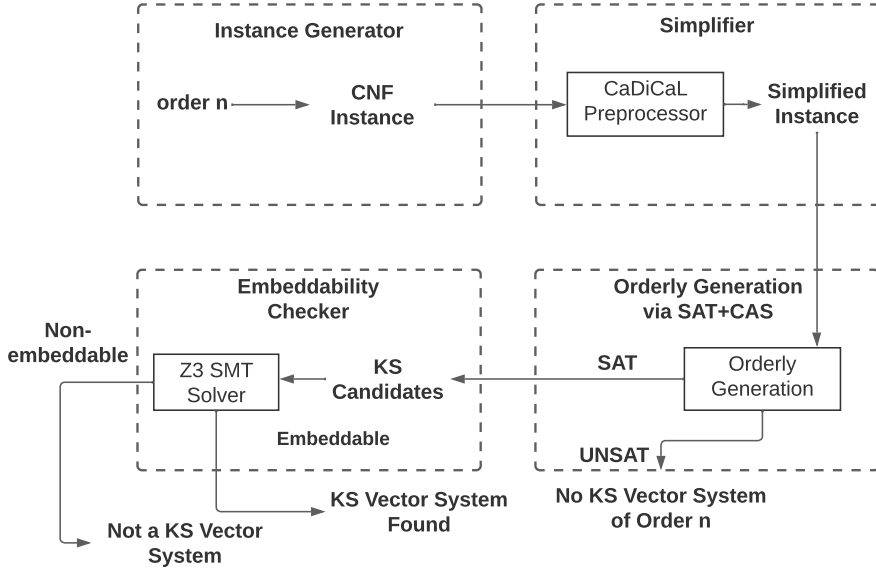 Instance Generator
order n
CNF
Instance
Simplifier
CaDiCaL
Preprocessor
Simplified
Instance
Orderly Generation
via SAT+CAS
Orderly
Generation
SAT
UNSAT
No KS Vector System
of Order n
Embeddability
Checker
KS
Candidates
Z3 SMT
Solver
Embeddable
Non-
embeddable
KS Vector System
Found
Not a KS Vector
System